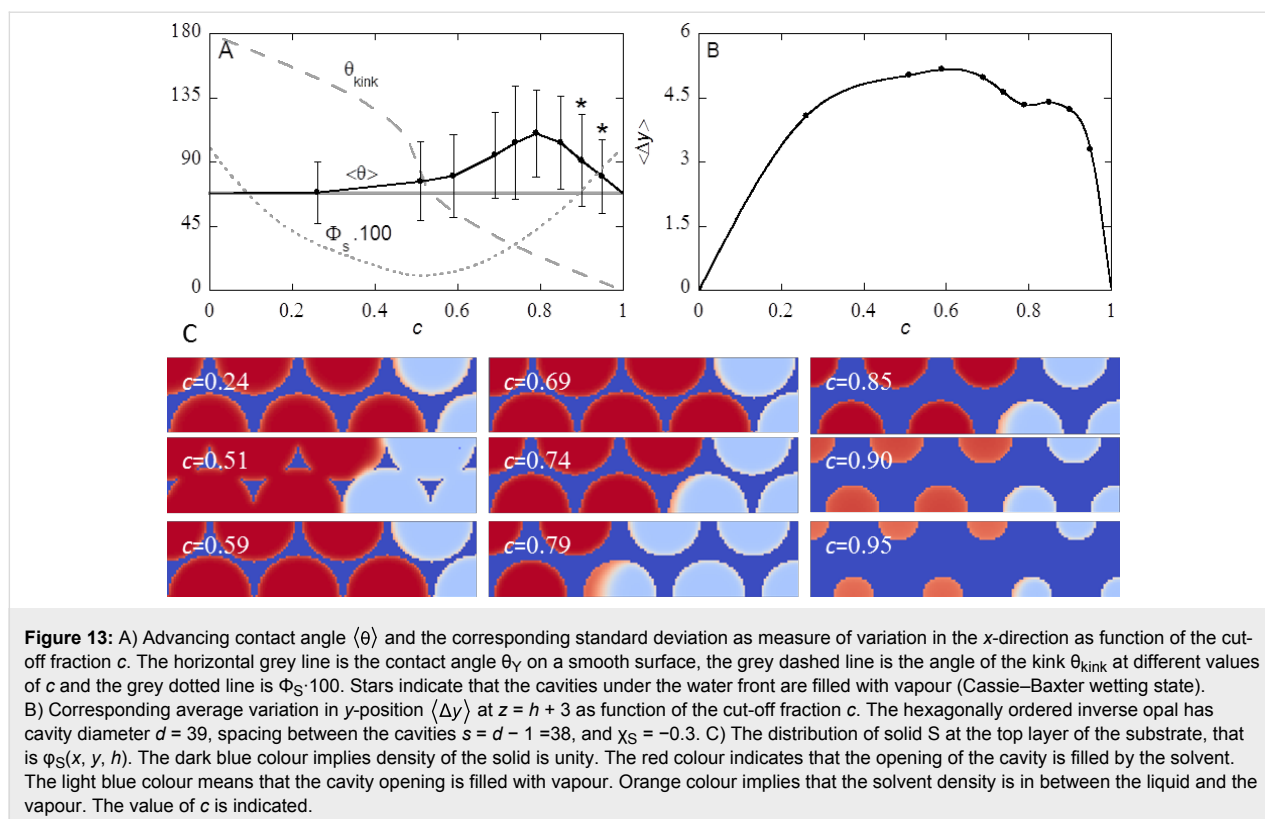 180
135
90
45
0
A
θkink
<θ>
Φs .100
*
*
0
0.2
0.4
0.6
0.8
1
c
6
4.5
3
1.5
0
B
<Δy>
0
0.2
0.4
0.6
0.8
1
c
C
c=0.24
c=0.69
c=0.85
c=0.51
c=0.74
c=0.90
c=0.59
c=0.79
c=0.95
Figure 13: A) Advancing contact angle ⟨θ⟩ and the corresponding standard deviation as measure of variation in the x-direction as function of the cut-
off fraction c. The horizontal grey line is the contact angle θY on a smooth surface, the grey dashed line is the angle of the kink θkink at different values
of c and the grey dotted line is ΦS·100. Stars indicate that the cavities under the water front are filled with vapour (Cassie–Baxter wetting state).
B) Corresponding average variation in y-position ⟨Δy⟩ at z = h + 3 as function of the cut-off fraction c. The hexagonally ordered inverse opal has
cavity diameter d = 39, spacing between the cavities s = d − 1 =38, and χS = −0.3. C) The distribution of solid S at the top layer of the substrate, that
is φS(x, y, h). The dark blue colour implies density of the solid is unity. The red colour indicates that the opening of the cavity is filled by the solvent.
The light blue colour means that the cavity opening is filled with vapour. Orange colour implies that the solvent density is in between the liquid and the
vapour. The value of c is indicated.